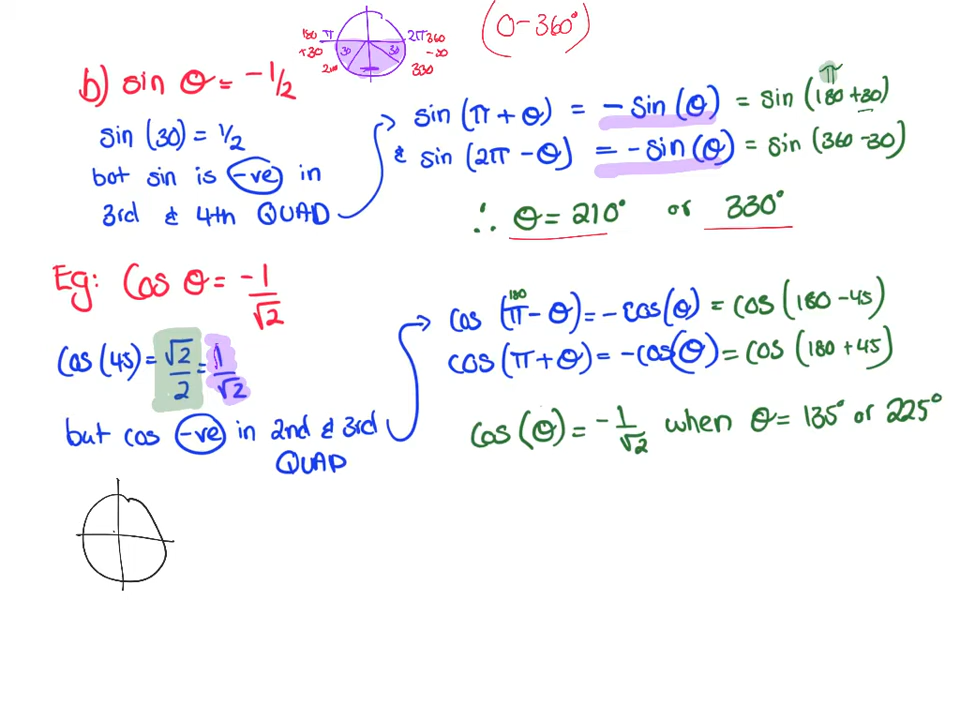 (0-360°)
180 π
+30
210
30
30
2π 360
-30
330
b) sin θ = -1/2
sin (30) = 1/2
but sin is -ve in
3rd & 4th QUAD
sin (π + θ) = - sin (θ) = sin (180 + 30)
π
& sin (2π - θ) = - sin (θ) = sin (360 - 30)
∴ θ = 210° or 330°
Eg: Cos θ = -1/√2
Cos (45) = √2/2 = 1/√2
but cos -ve in 2nd & 3rd
QUAD
180
cos (π - θ) = - cos (θ) = cos (180 - 45)
cos (π + θ) = - cos (θ) = cos (180 + 45)
cos (θ) = -1/√2 when θ = 135° or 225°